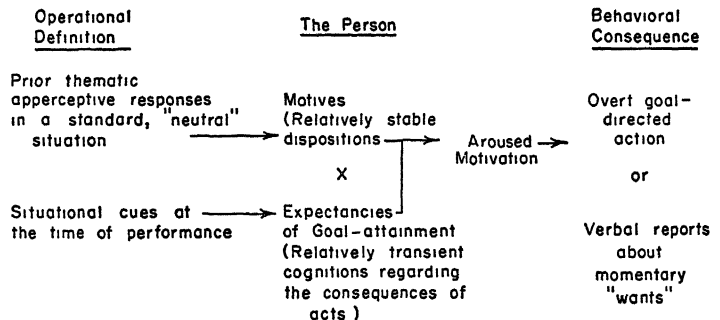 Operational
Definition
The Person
Behavioral
Consequence
Prior thematic
apperceptive responses
in a standard, "neutral"
situation
Motives
(Relatively stable
dispositions
Aroused
Motivation
Overt goal-
directed
action
X
or
Situational cues at
the time of performance
Expectancies
of Goal-attainment
(Relatively transient
cognitions regarding
the consequences of
acts)
Verbal reports
about
momentary
"wants"